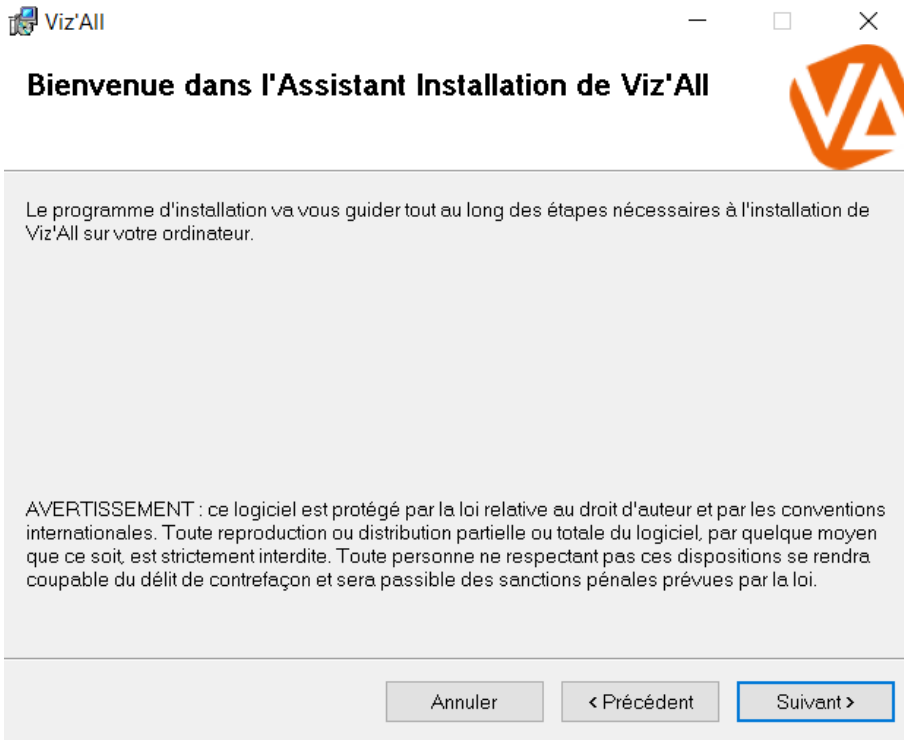 Viz'All
Bienvenue dans l'Assistant Installation de Viz'All
VA
Le programme d'installation va vous guider tout au long des étapes nécessaires à l'installation de
Viz'All sur votre ordinateur.
AVERTISSEMENT : ce logiciel est protégé par la loi relative au droit d'auteur et par les conventions
internationales. Toute reproduction ou distribution partielle ou totale du logiciel, par quelque moyen
que ce soit, est strictement interdite. Toute personne ne respectant pas ces dispositions se rendra
coupable du délit de contrefaçon et sera passible des sanctions pénales prévues par la loi.
Annuler < Précédent Suivant >